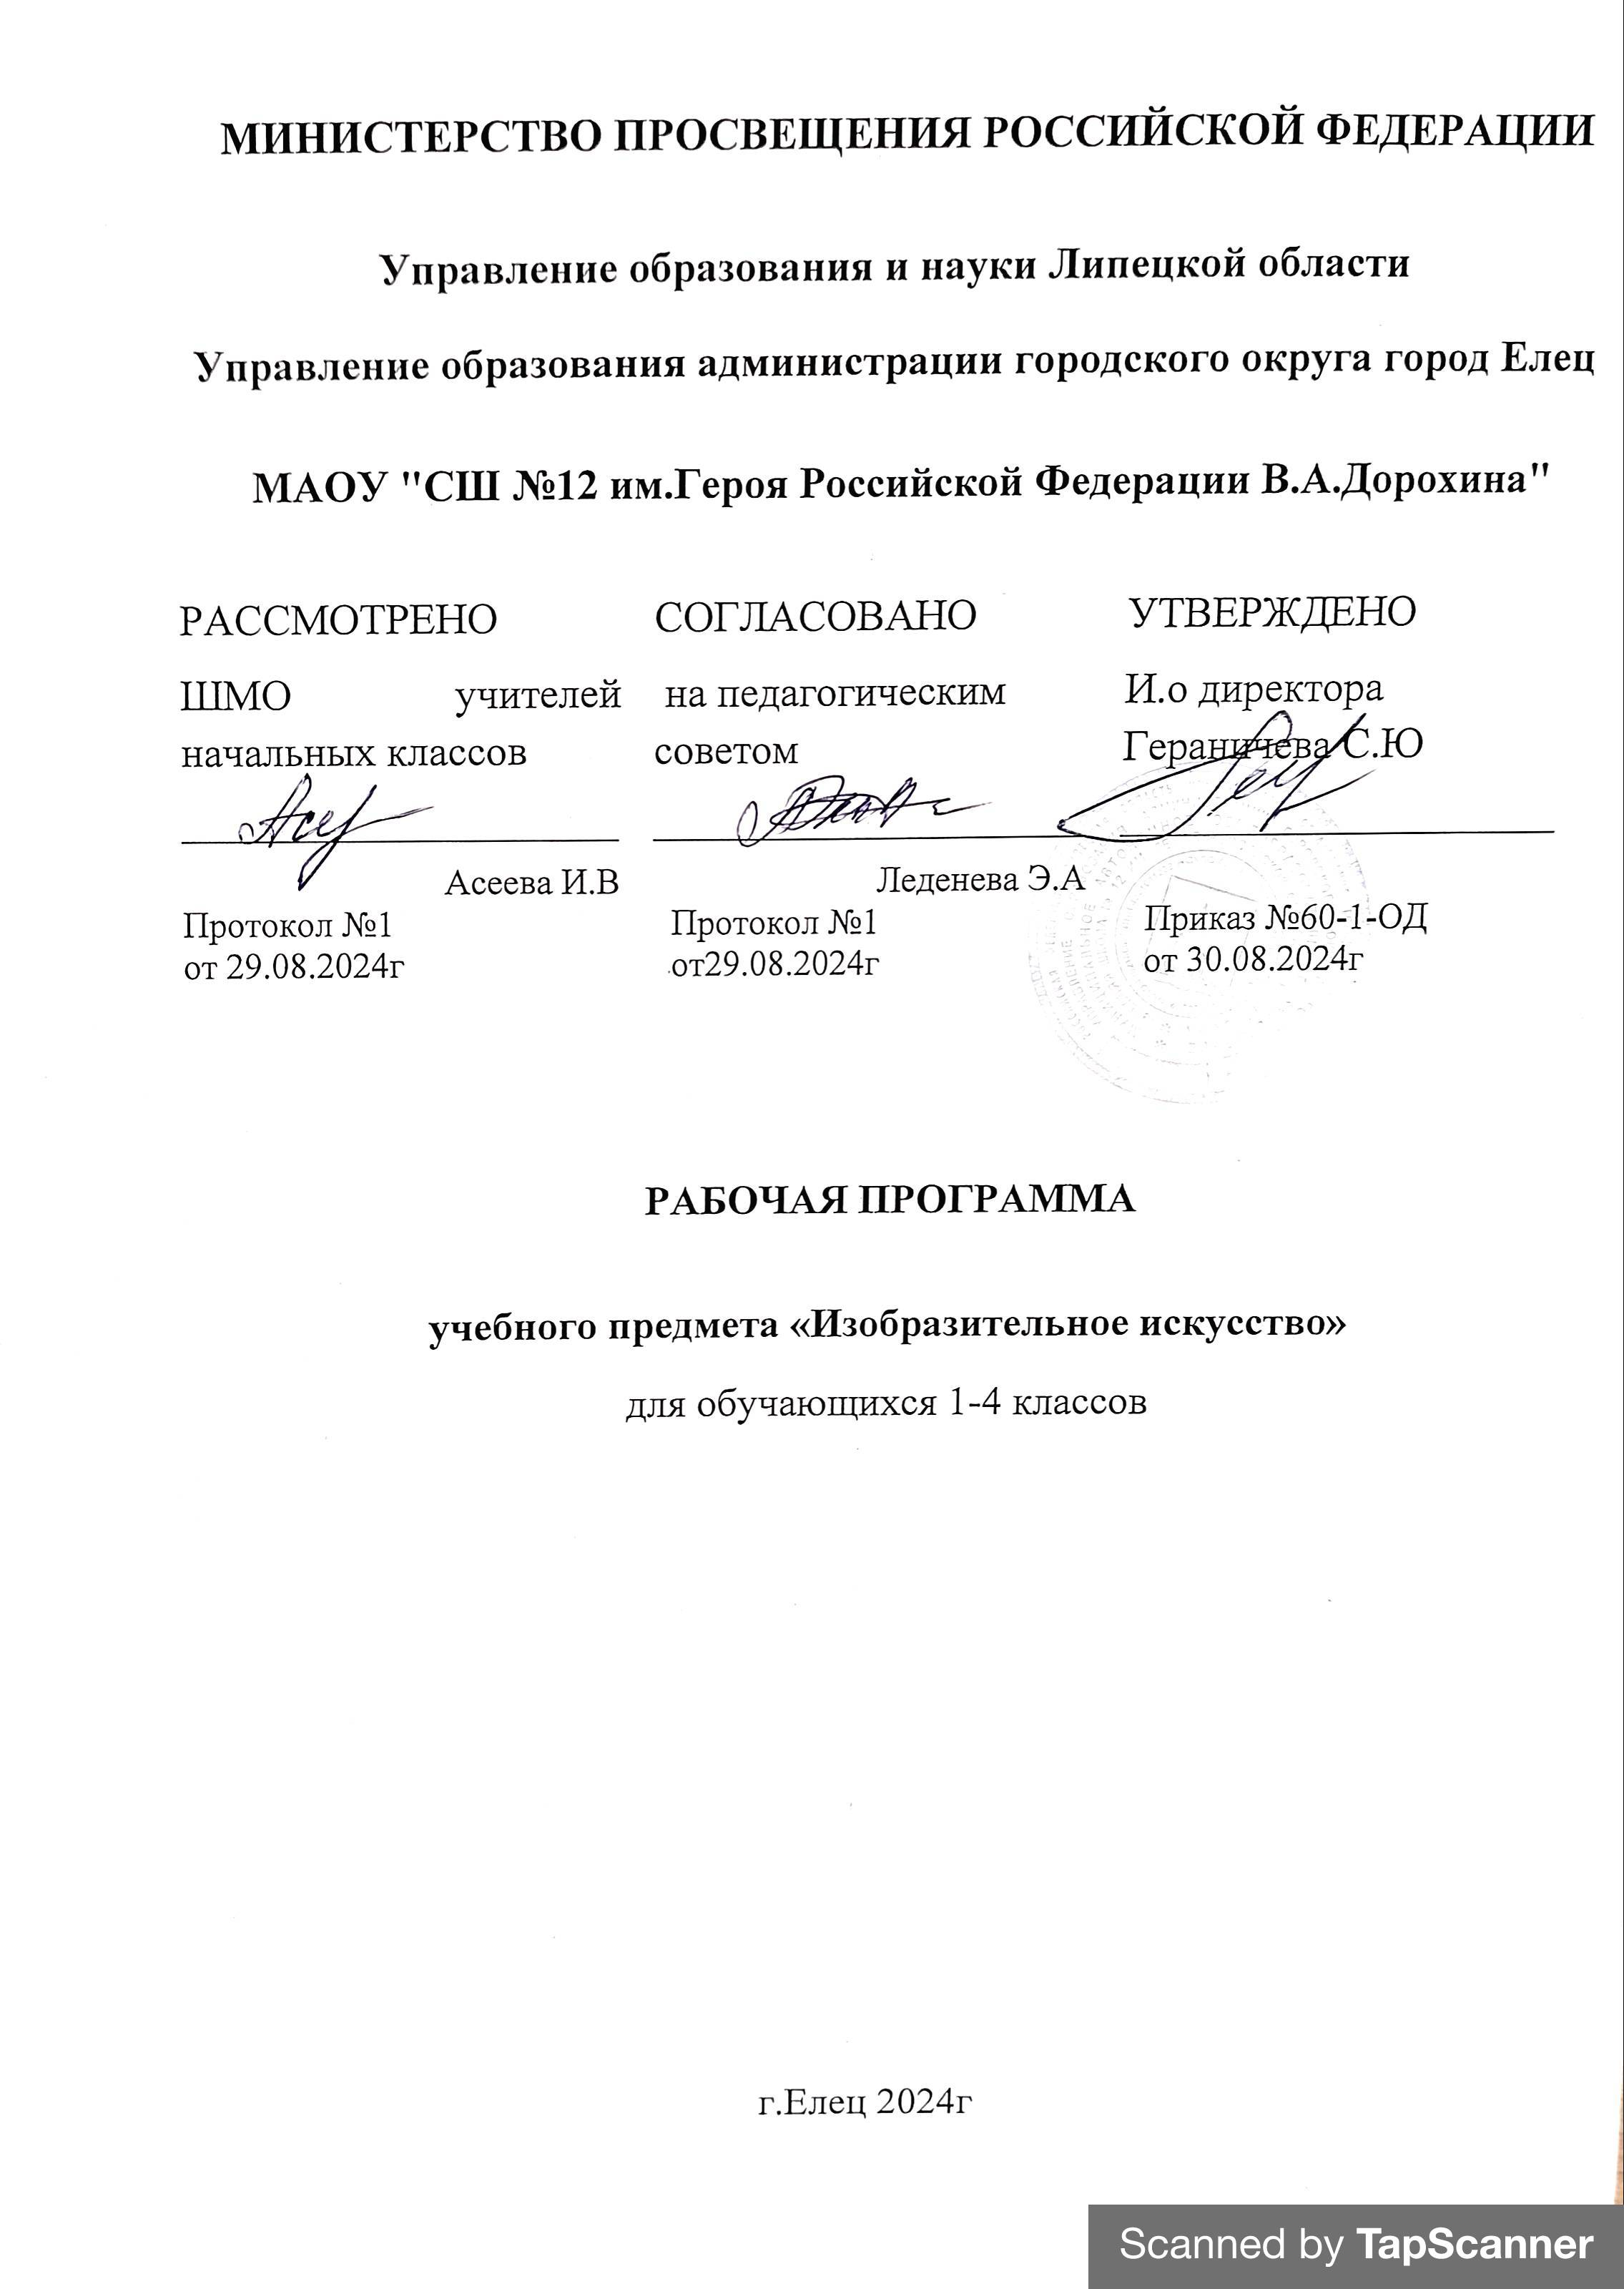 МИНИСТЕРСТВО ПРОСВЕЩЕНИЯ РОССИЙСКОЙ ФЕДЕРАЦИИ
Управление образования и науки Липецкой области
Управление образования администрации городского округа город Елец
МАОУ "СШ №12 им.Героя Российской Федерации В.А.Дорохина"
РАССМОТРЕНО
ШМО учителей
начальных классов
Асеева И.В
Протокол №1
от 29.08.2024г
СОГЛАСОВАНО
на педагогическим
советом
Леденева Э.А
Протокол №1
от29.08.2024г
УТВЕРЖДЕНО
И.о директора
Гераничева С.Ю
Приказ №60-1-ОД
от 30.08.2024г
РАБОЧАЯ ПРОГРАММА
учебного предмета «Изобразительное искусство»
для обучающихся 1-4 классов
г.Елец 2024г
Scanned by TapScanner